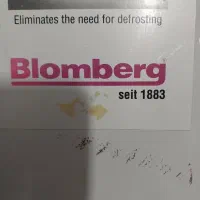 Eliminates the need for defrosting
Blomberg
seit 1883